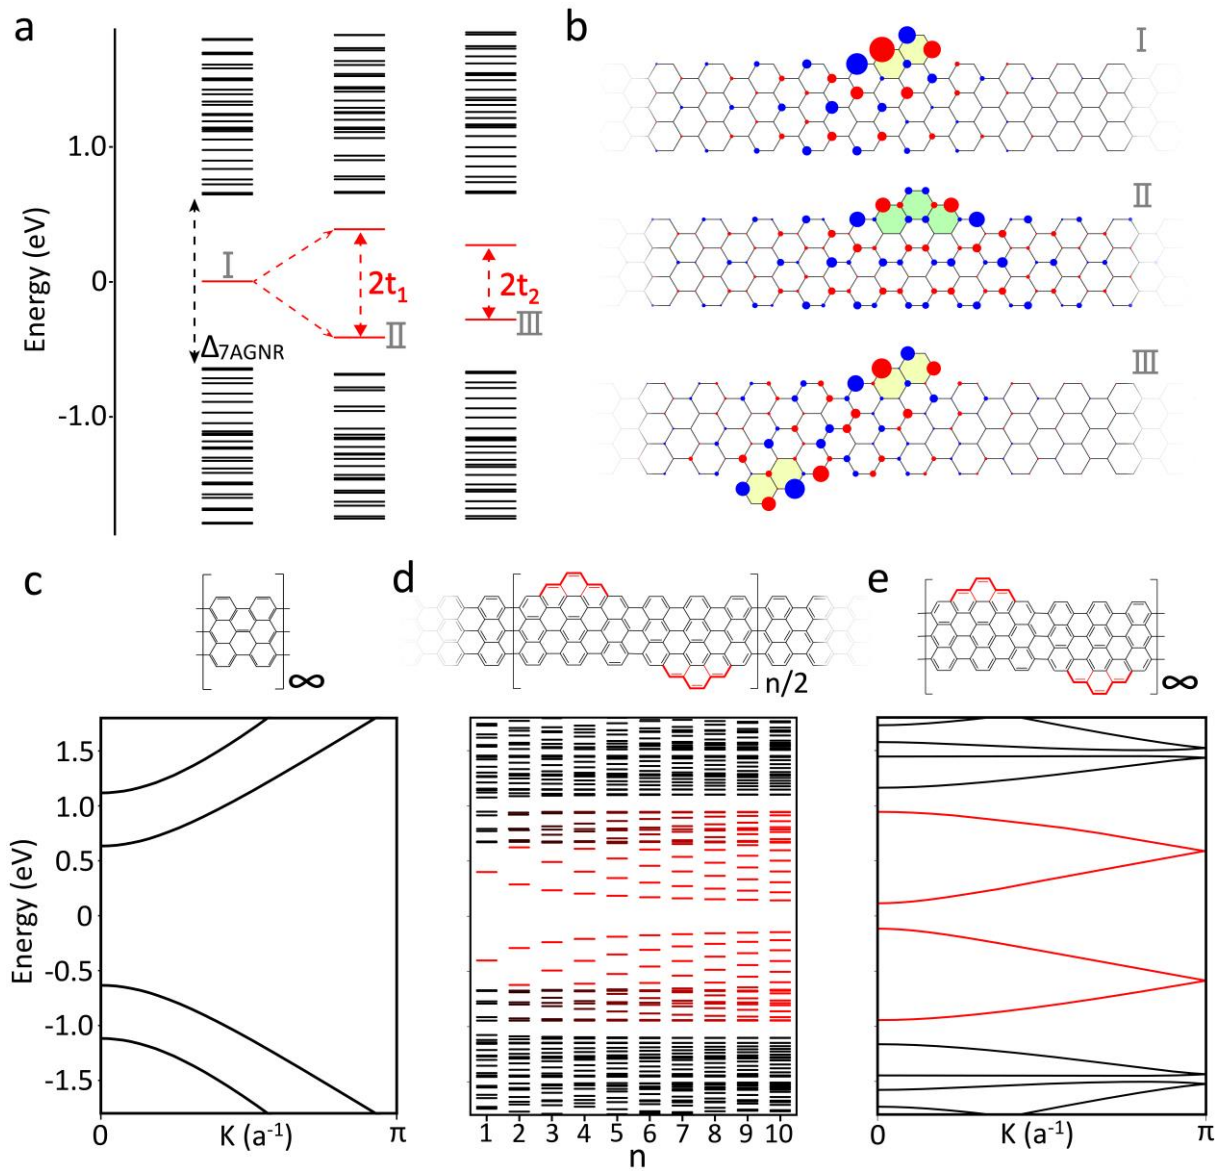 a
Energy (eV)
1.0
0
-1.0
I
Δ7AGNR
2t1
II
2t2
III
b
I
II
III
c
∞
d
n/2
e
∞
Energy (eV)
1.5
1.0
0.5
0
-0.5
-1.0
-1.5
0
K (a-1)
π
1 2 3 4 5 6 7 8 9 10
n
0
K (a-1)
π